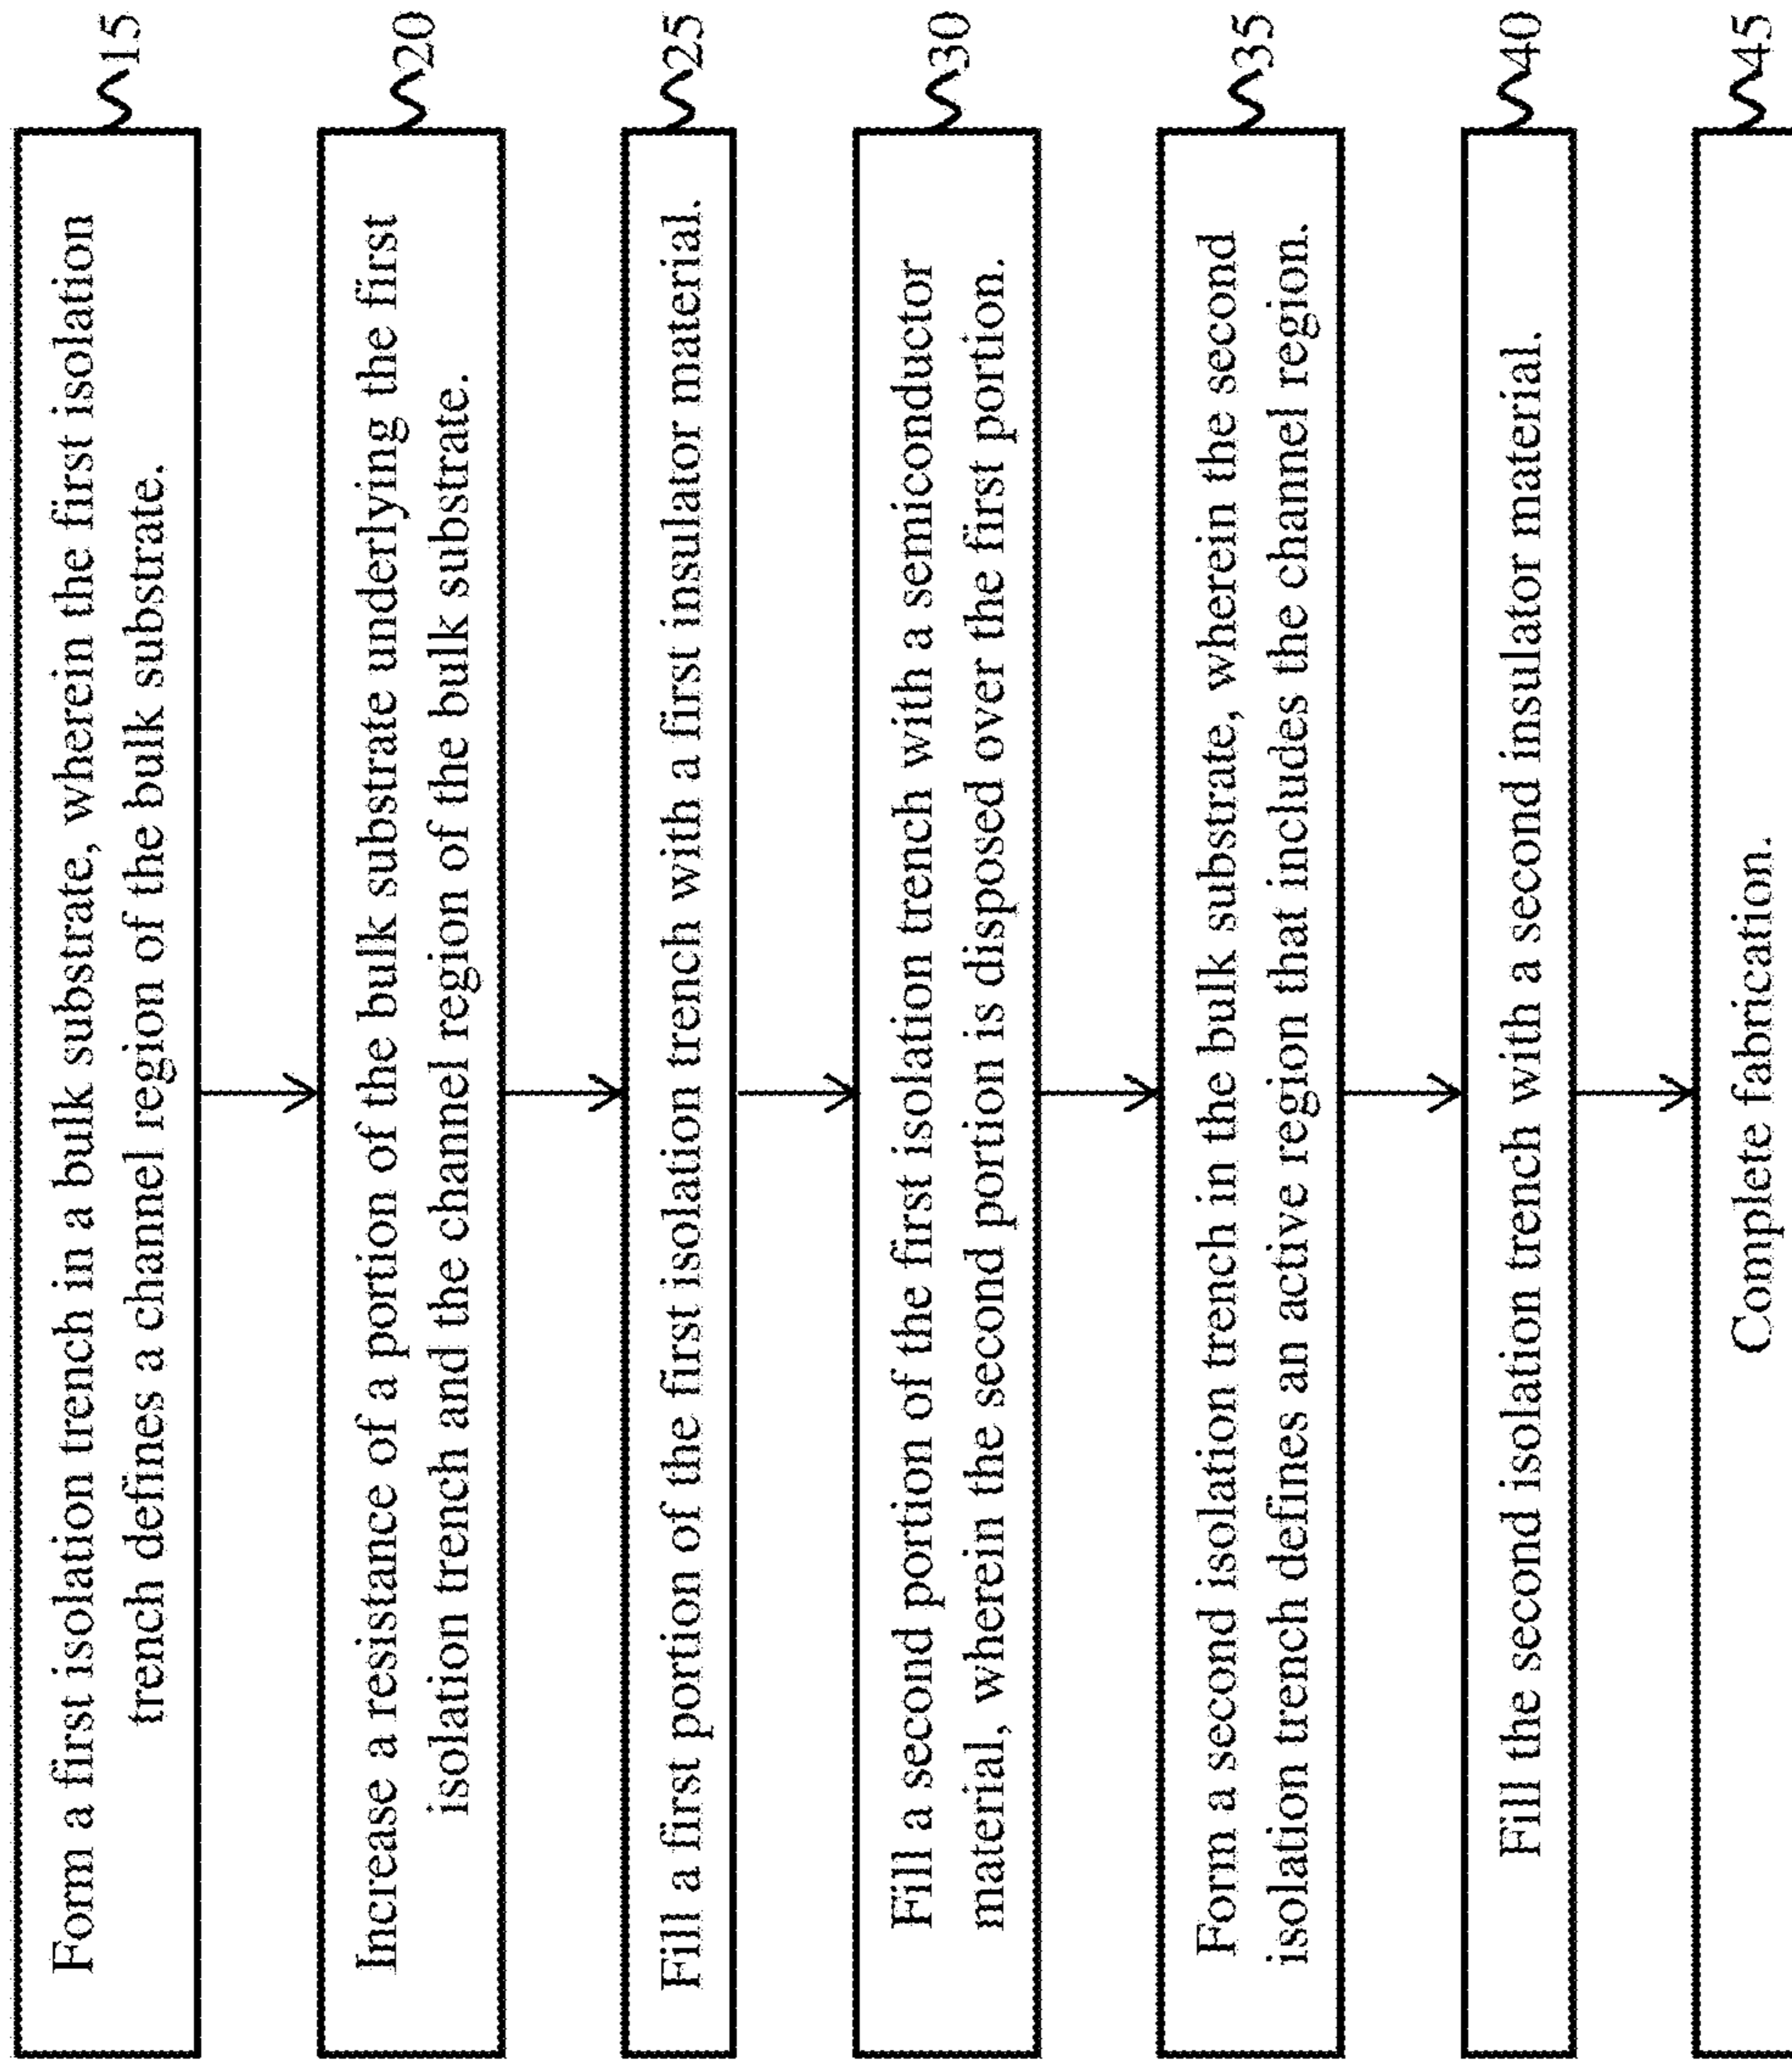 Form a first isolation trench in a bulk substrate, wherein the first isolation
trench defines a channel region of the bulk substrate.
15
Increase a resistance of a portion of the bulk substrate underlying the first
isolation trench and the channel region of the bulk substrate.
20
Fill a first portion of the first isolation trench with a first insulator material.
25
Fill a second portion of the first isolation trench with a semiconductor
material, wherein the second portion is disposed over the first portion.
30
Form a second isolation trench in the bulk substrate, wherein the second
isolation trench defines an active region that includes the channel region.
35
Fill the second isolation trench with a second insulator material.
40
Complete fabrication.
45